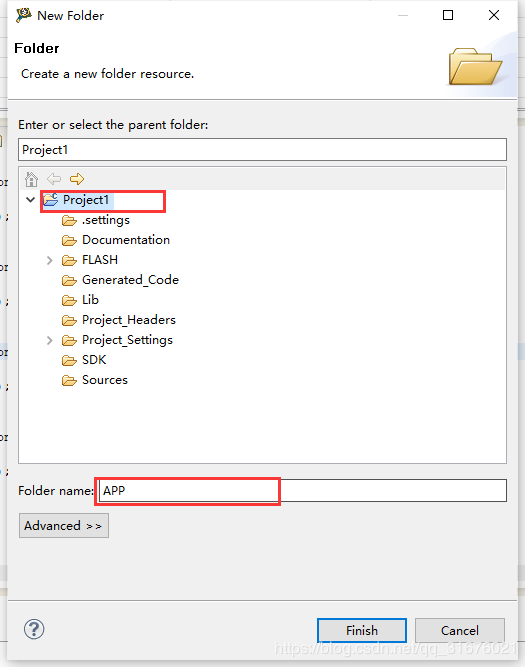 New Folder
Folder
Create a new folder resource.
Enter or select the parent folder:
Project1
Project1
.settings
Documentation
FLASH
Generated_Code
Lib
Project_Headers
Project_Settings
SDK
Sources
Folder name:
APP
Advanced >>
Finish
Cancel
https://blog.csdn.net/qq_31676021